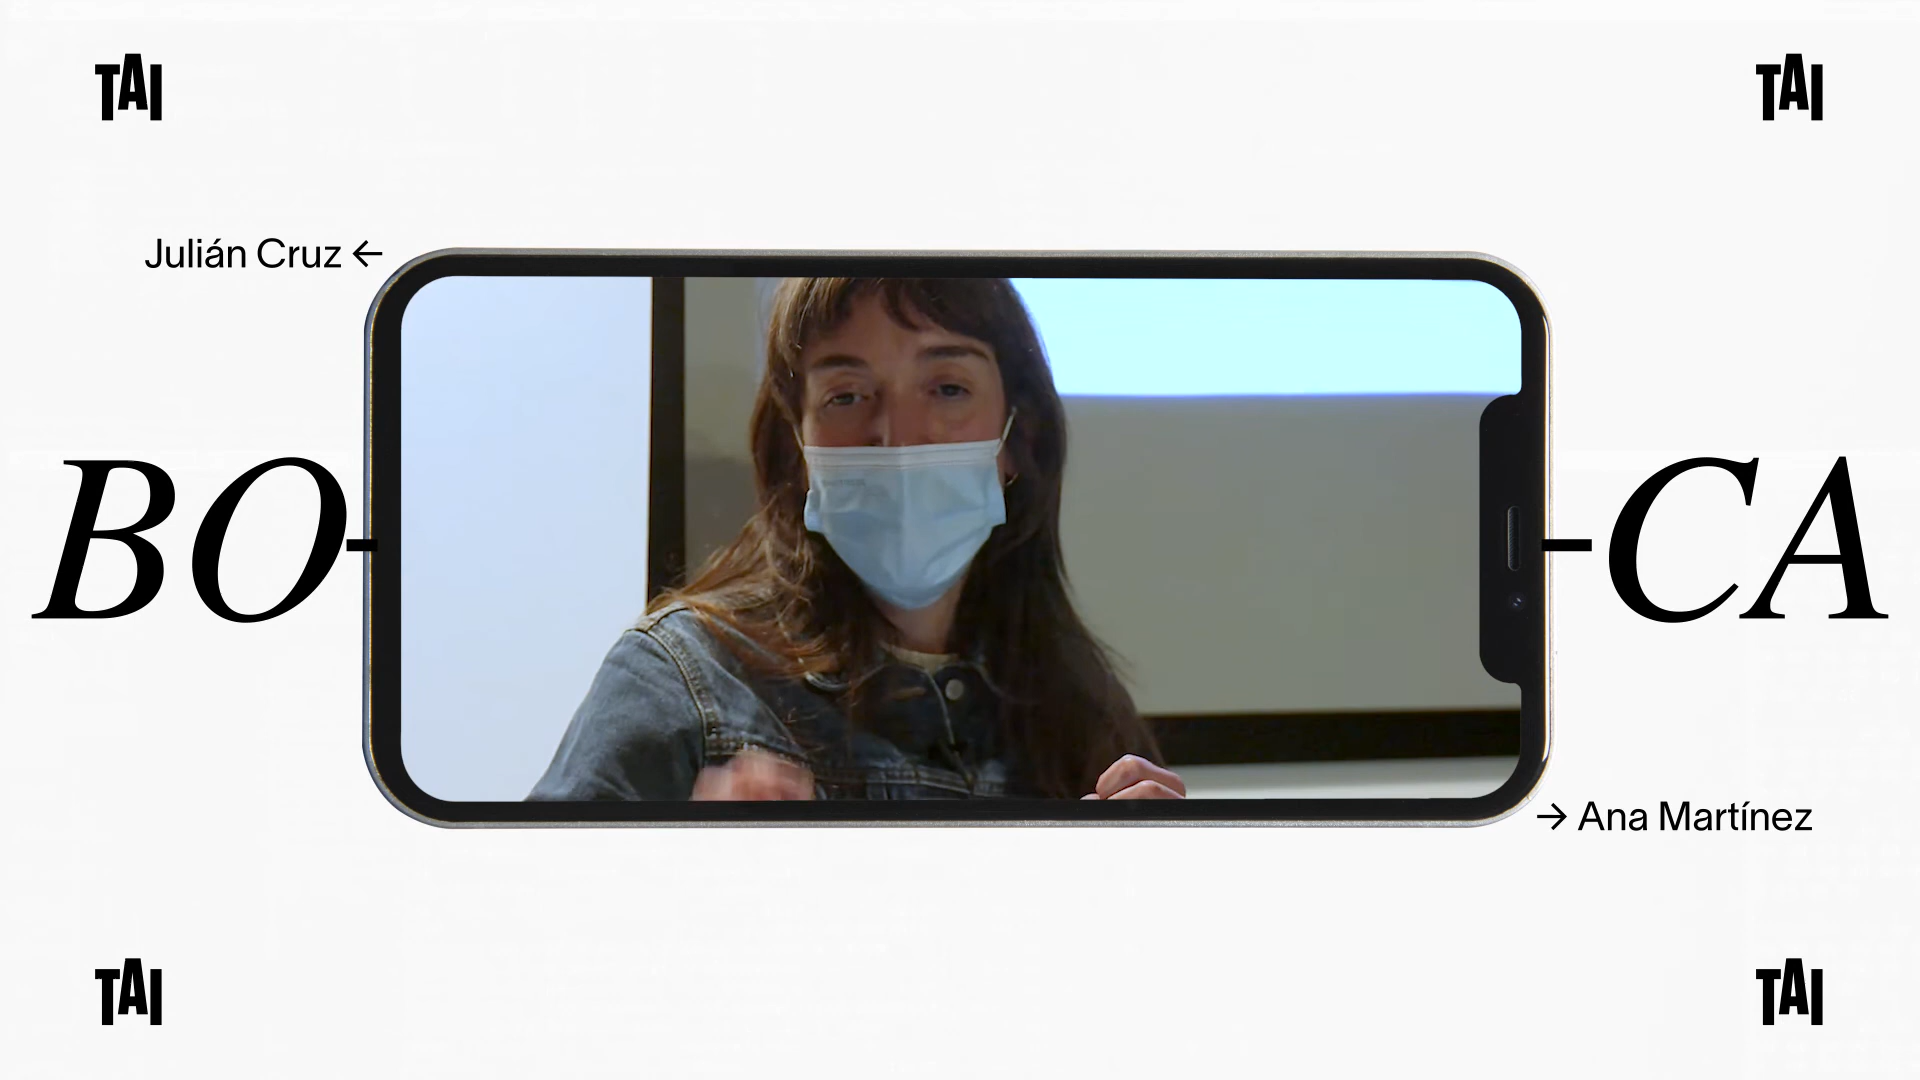 TAI
TAI
Julián Cruz ←
BO-
-CA
→ Ana Martínez
TAI
TAI